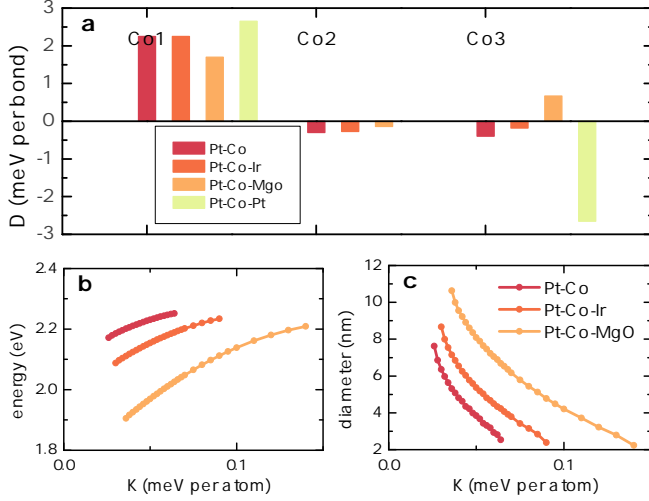 3
a
Co1
Co2
Co3
2
1
0
-1
-2
-3
D (meV per bond)
Pt-Co
Pt-Co-Ir
Pt-Co-Mgo
Pt-Co-Pt
b
2.4
2.2
2.0
1.8
energy (eV)
0.0
0.1
K (meV per atom)
c
12
10
8
6
4
2
diameter (nm)
Pt-Co
Pt-Co-Ir
Pt-Co-MgO
0.0
0.1
K (meV per atom)